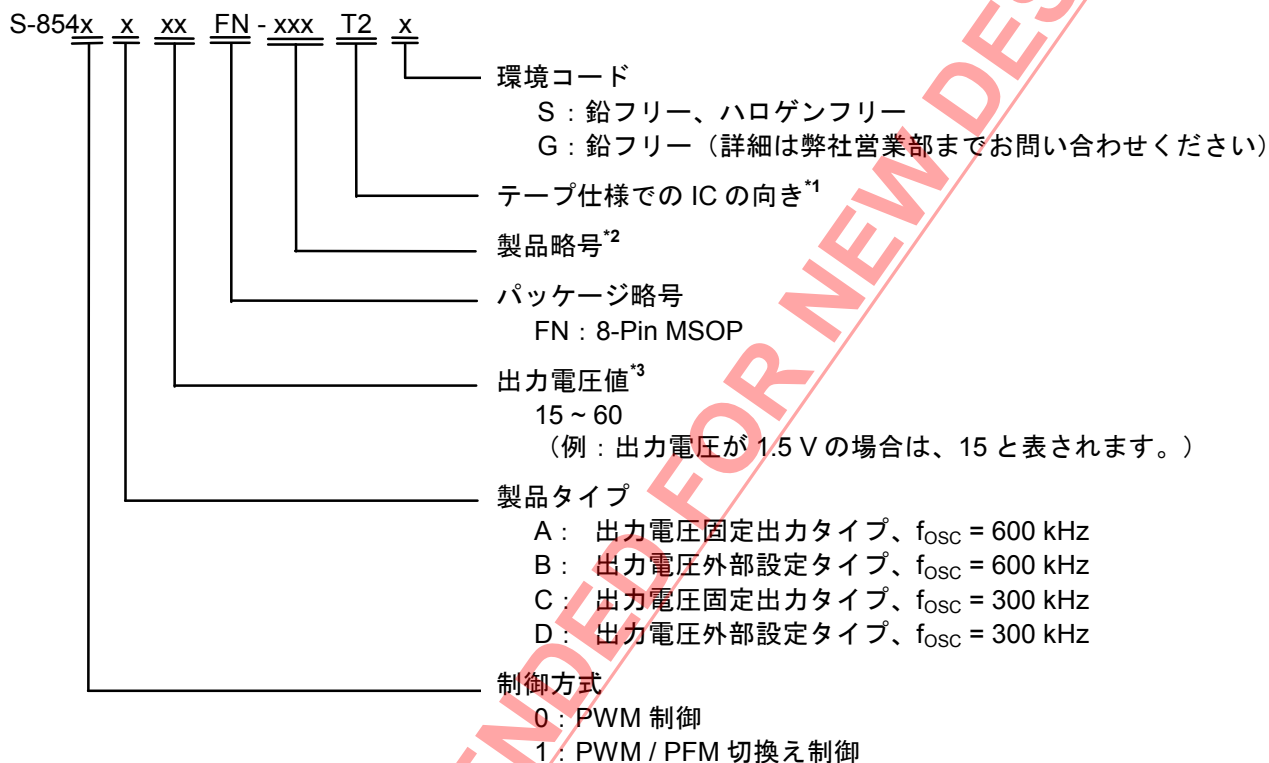 S-854x x xx FN - xxx T2 x
環境コード
S：鉛フリー、ハロゲンフリー
G：鉛フリー（詳細は弊社営業部までお問い合わせください）
テープ仕様での IC の向き*1
製品略号*2
パッケージ略号
FN：8-Pin MSOP
出力電圧値*3
15 ~ 60
（例：出力電圧が 1.5 V の場合は、15 と表されます。）
製品タイプ
A： 出力電圧固定出力タイプ、fOSC = 600 kHz
B： 出力電圧外部設定タイプ、fOSC = 600 kHz
C： 出力電圧固定出力タイプ、fOSC = 300 kHz
D： 出力電圧外部設定タイプ、fOSC = 300 kHz
制御方式
0：PWM 制御
1：PWM / PFM 切換え制御
NDED FOR NEW DES